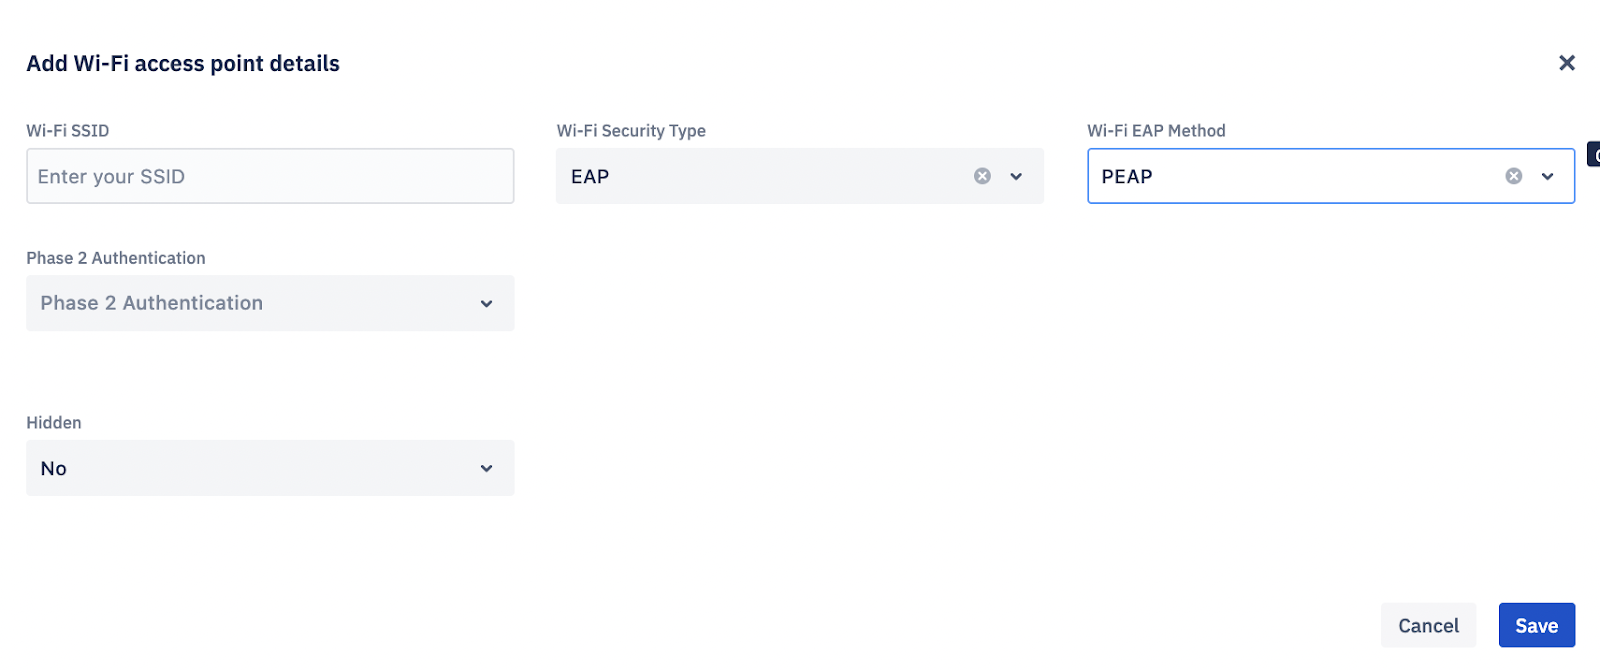 Add Wi-Fi access point details
Wi-Fi SSID
Wi-Fi Security Type
Wi-Fi EAP Method
Enter your SSID
EAP
PEAP
Phase 2 Authentication
Phase 2 Authentication
Hidden
No
Cancel
Save